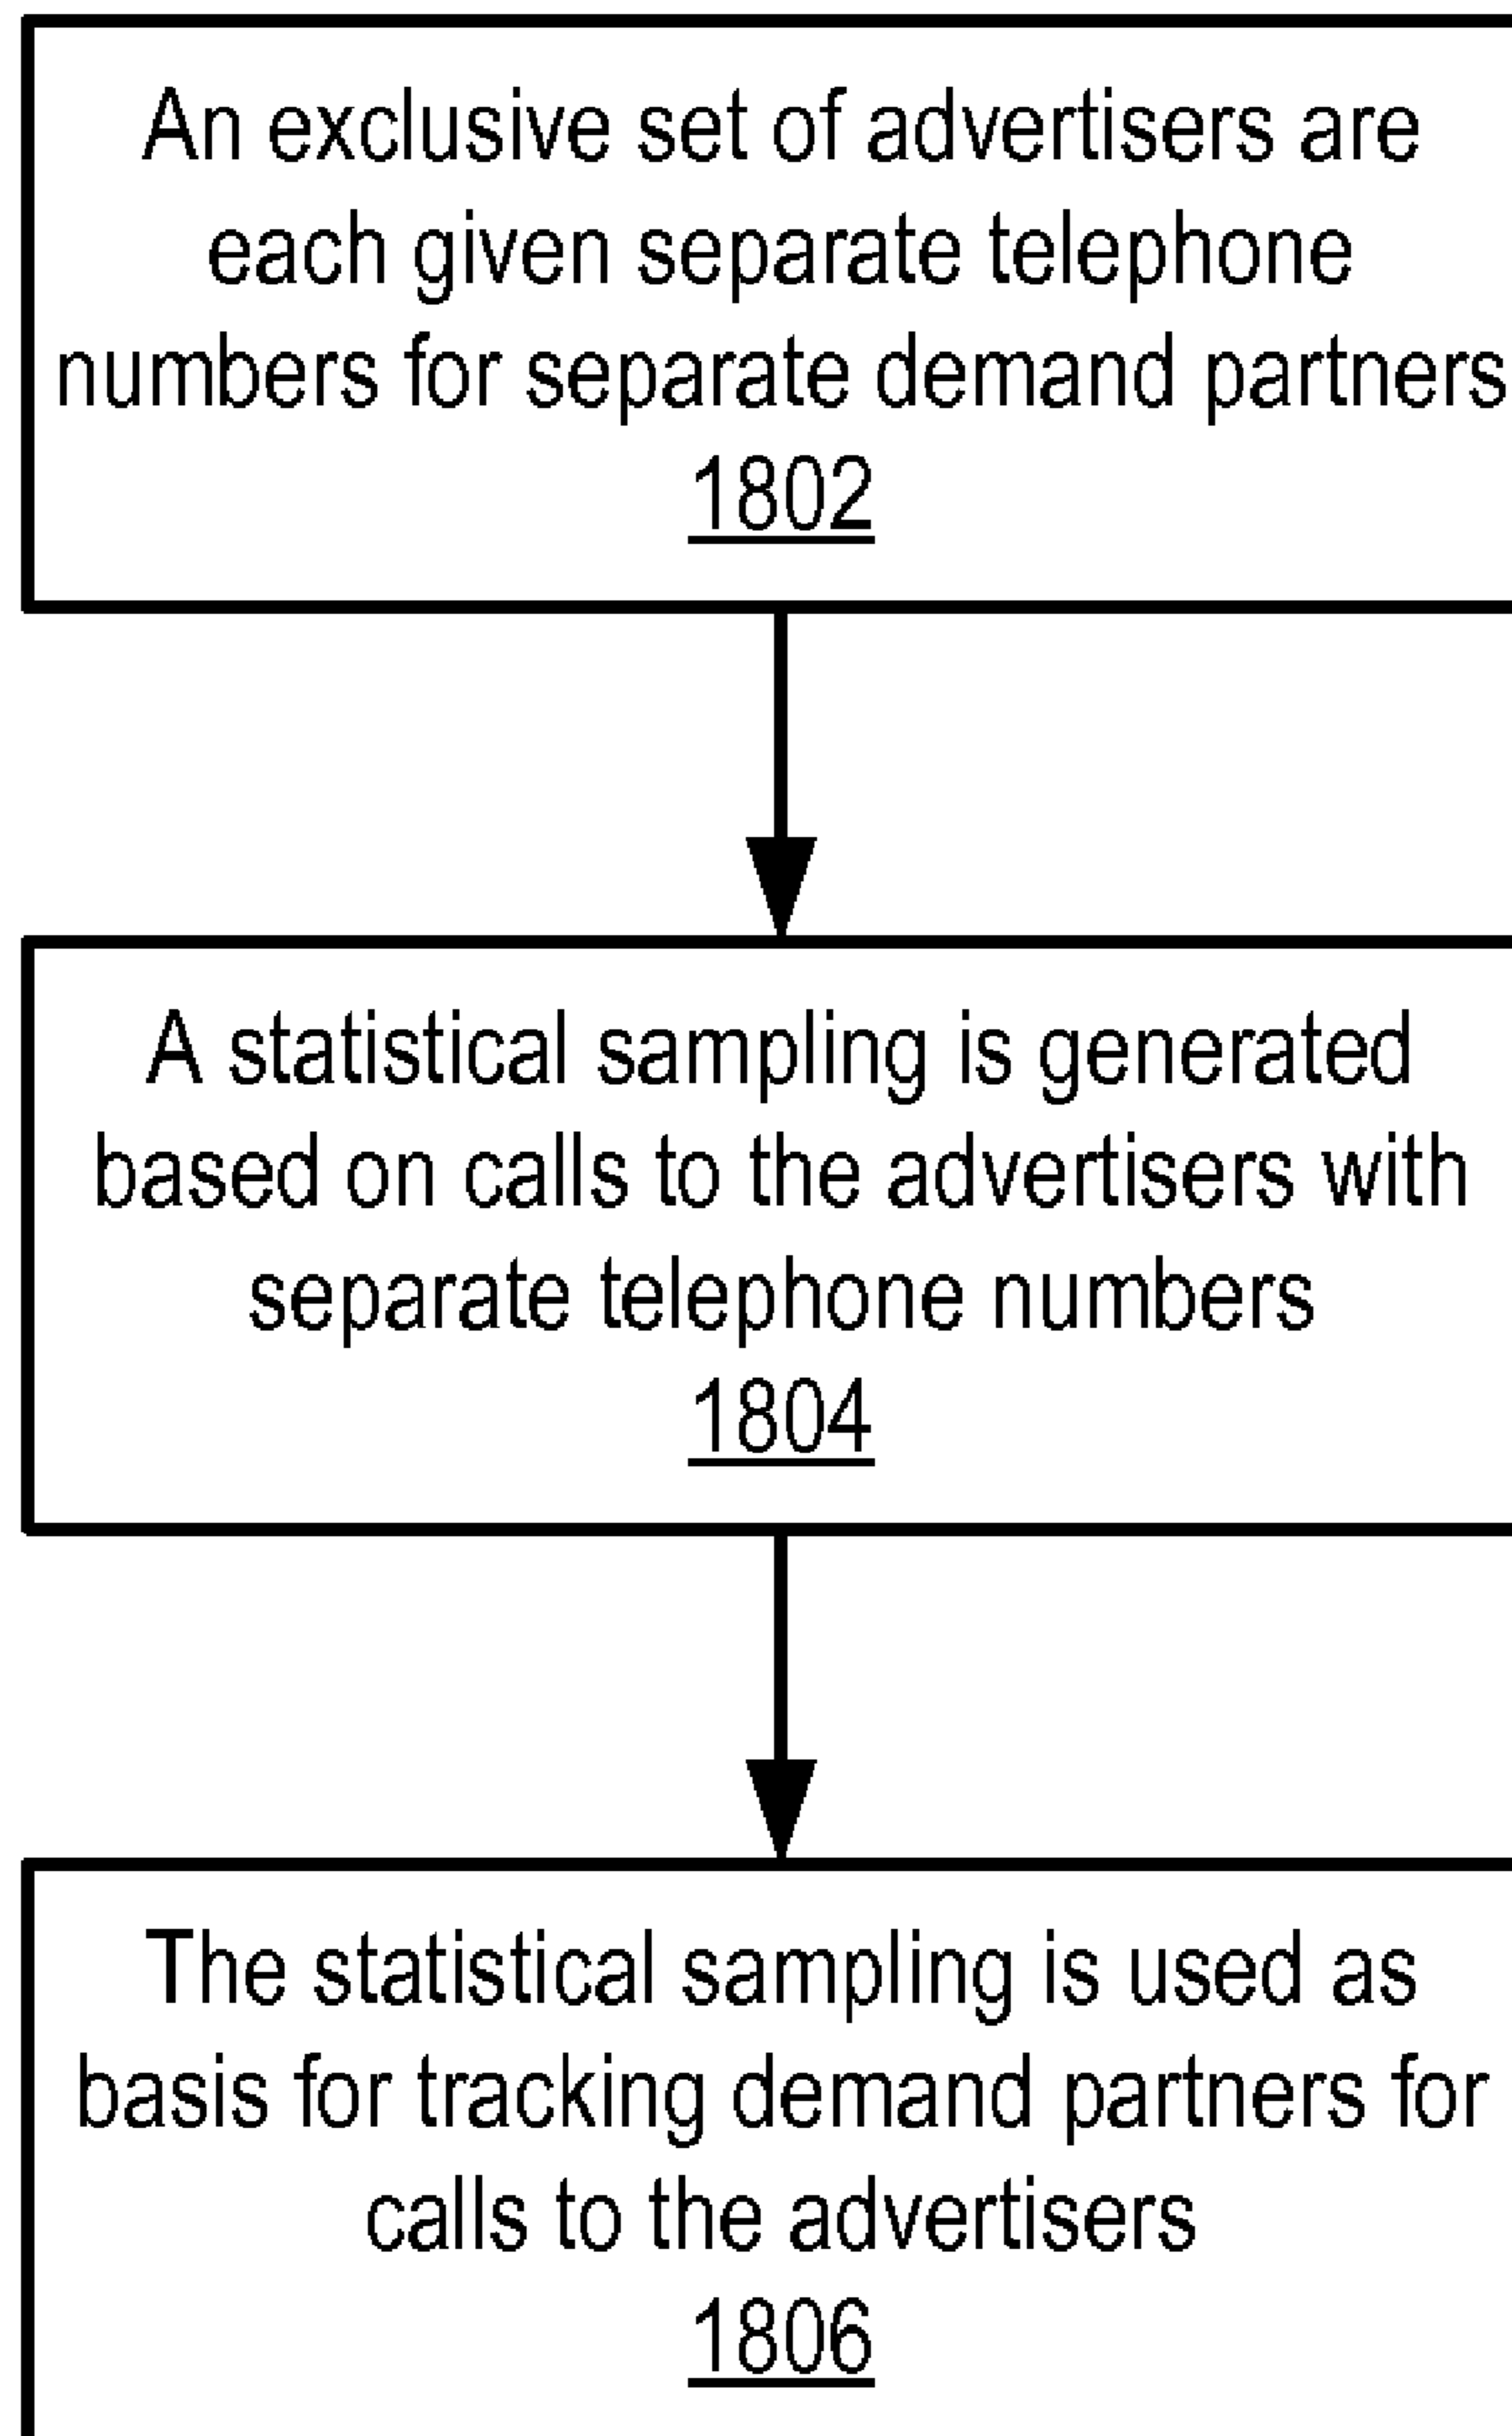 An exclusive set of advertisers are
each given separate telephone
numbers for separate demand partners
1802
A statistical sampling is generated
based on calls to the advertisers with
separate telephone numbers
1804
The statistical sampling is used as
basis for tracking demand partners for
calls to the advertisers
1806